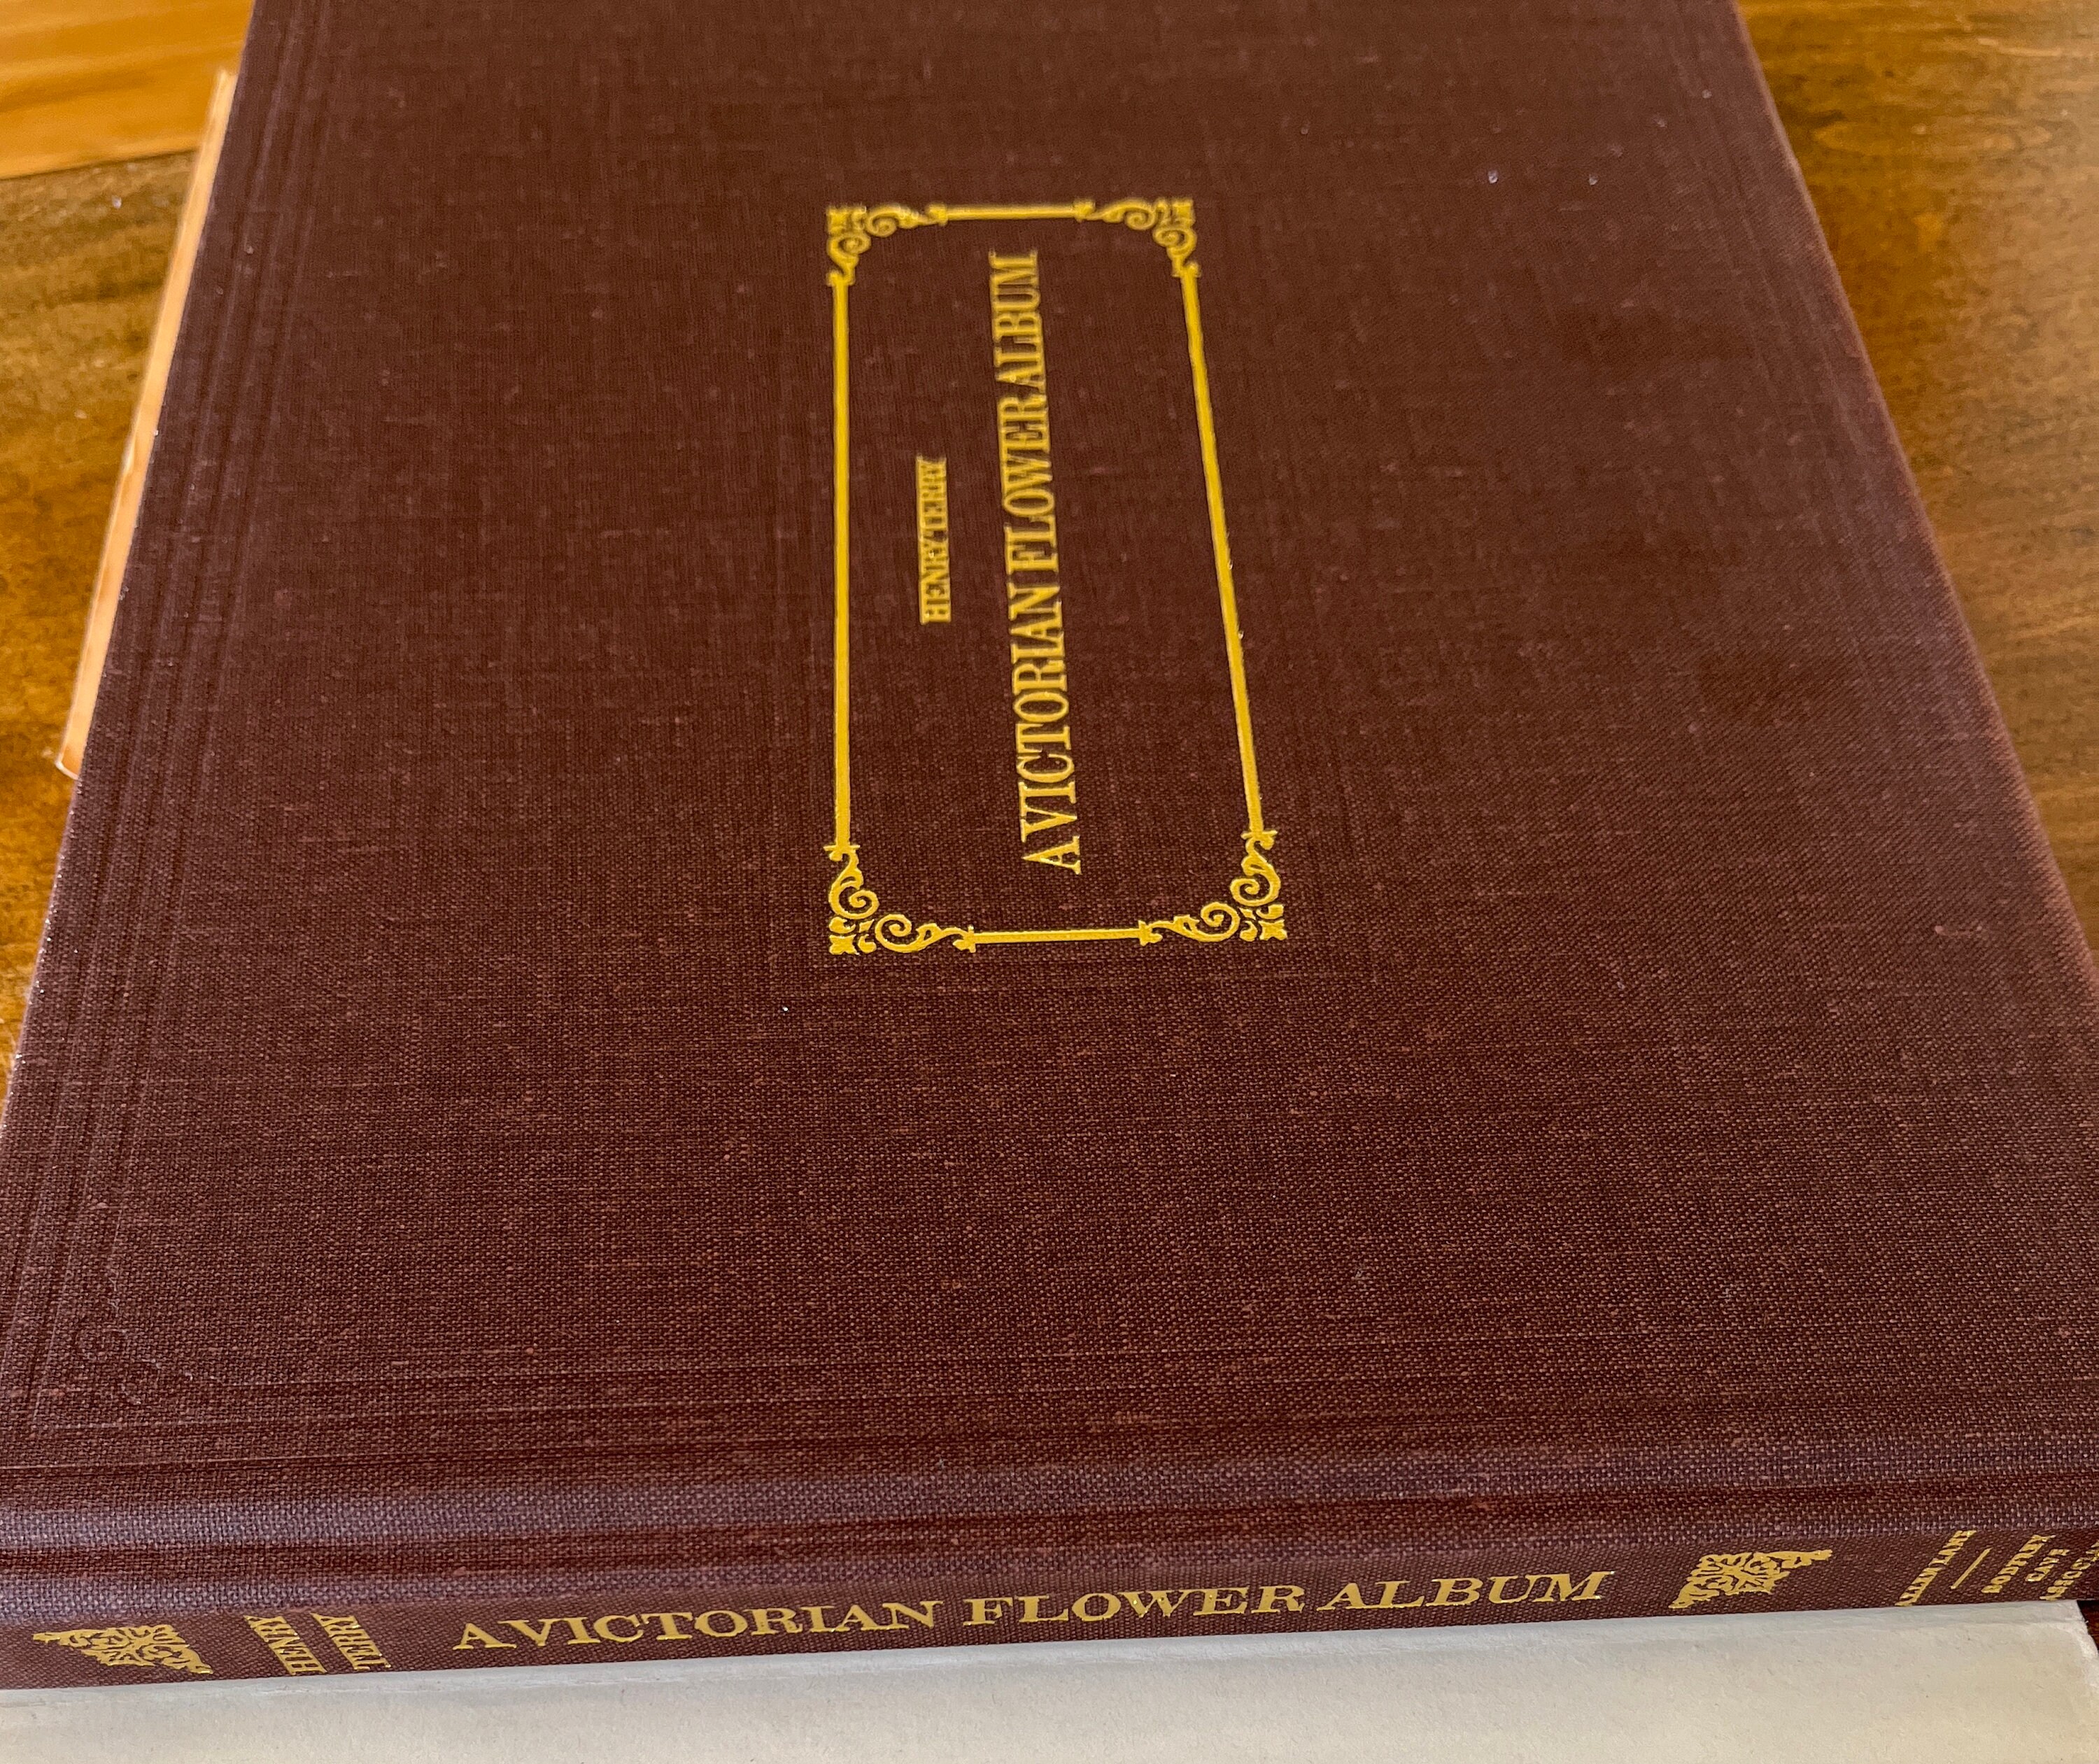 HENRY TERRY
A VICTORIAN FLOWER ALBUM
HENRY
TERRY
A VICTORIAN FLOWER ALBUM